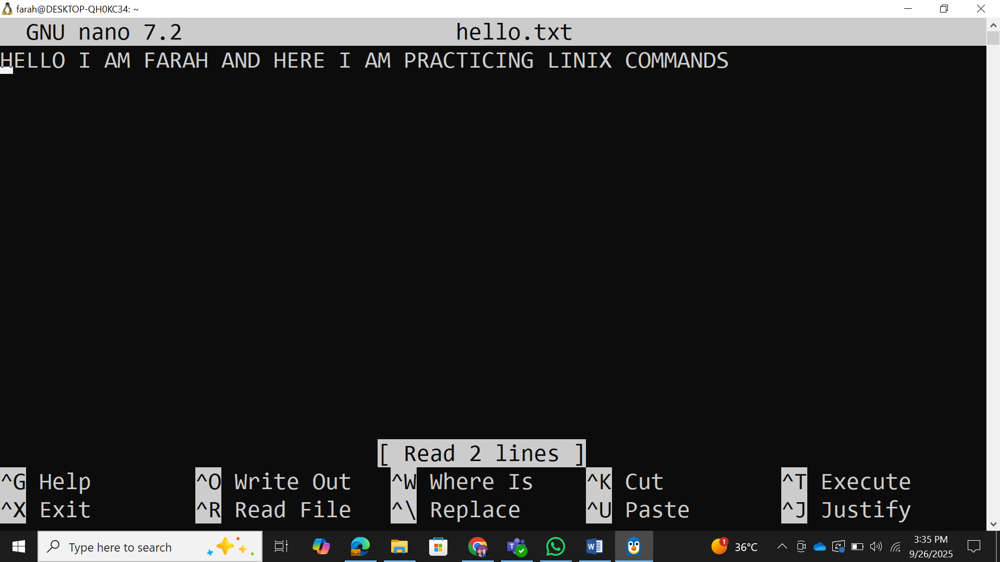 farah@DESKTOP-QH0KC34: ~
GNU nano 7.2 hello.txt
HELLO I AM FARAH AND HERE I AM PRACTICING LINIX COMMANDS
[ Read 2 lines ]
^G Help ^O Write Out ^W Where Is ^K Cut ^T Execute
^X Exit ^R Read File ^\ Replace ^U Paste ^J Justify
Type here to search 1 36°C 3:35 PM
9/26/2025